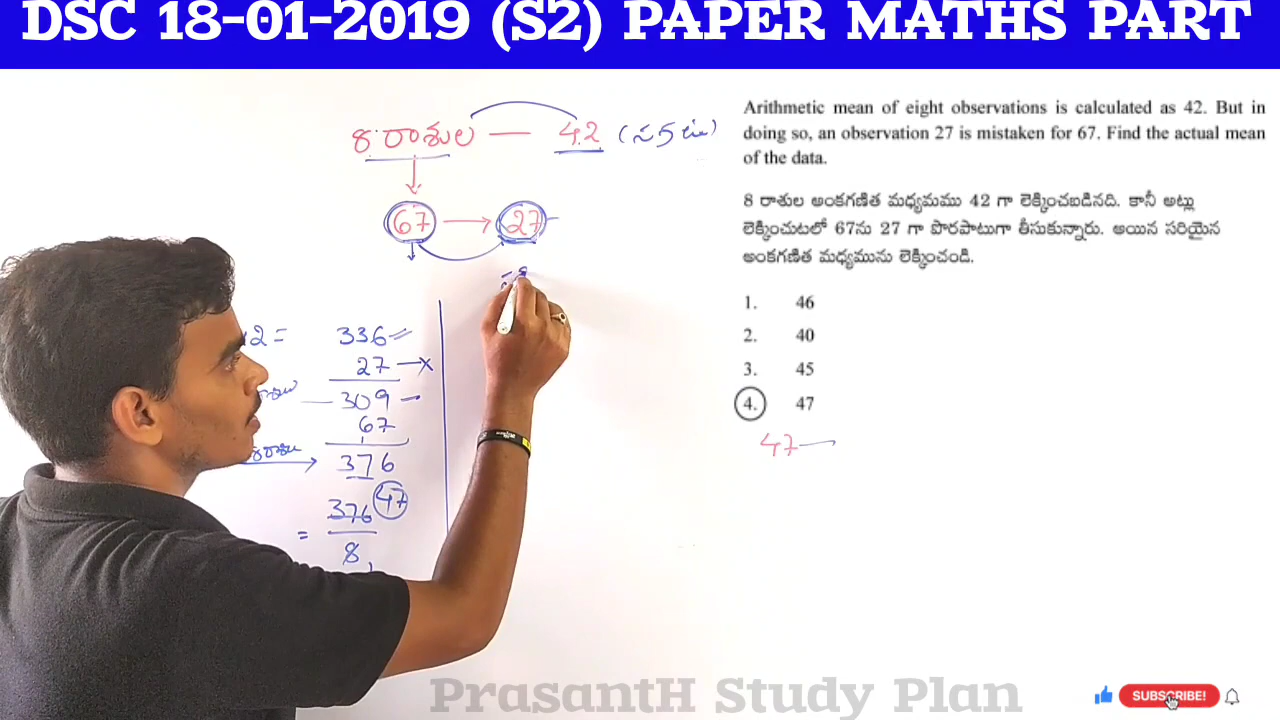 DSC 18-01-2019 (S2) PAPER MATHS PART
8 రాశుల — 42 (సగటు)
67 → 27
336
27 → x
309
67
376
376 47
=
8
Arithmetic mean of eight observations is calculated as 42. But in
doing so, an observation 27 is mistaken for 67. Find the actual mean
of the data.
8 రాశుల అంకగణిత మధ్యమము 42 గా లెక్కించబడినది. కానీ అట్లు
లెక్కించుటలో 67ను 27 గా పొరపాటుగా తీసుకున్నారు. అయిన సరియైన
అంకగణిత మధ్యమును లెక్కించండి.
1. 46
2. 40
3. 45
4. 47
47
PrasantH Study Plan
SUBSCRIBE!